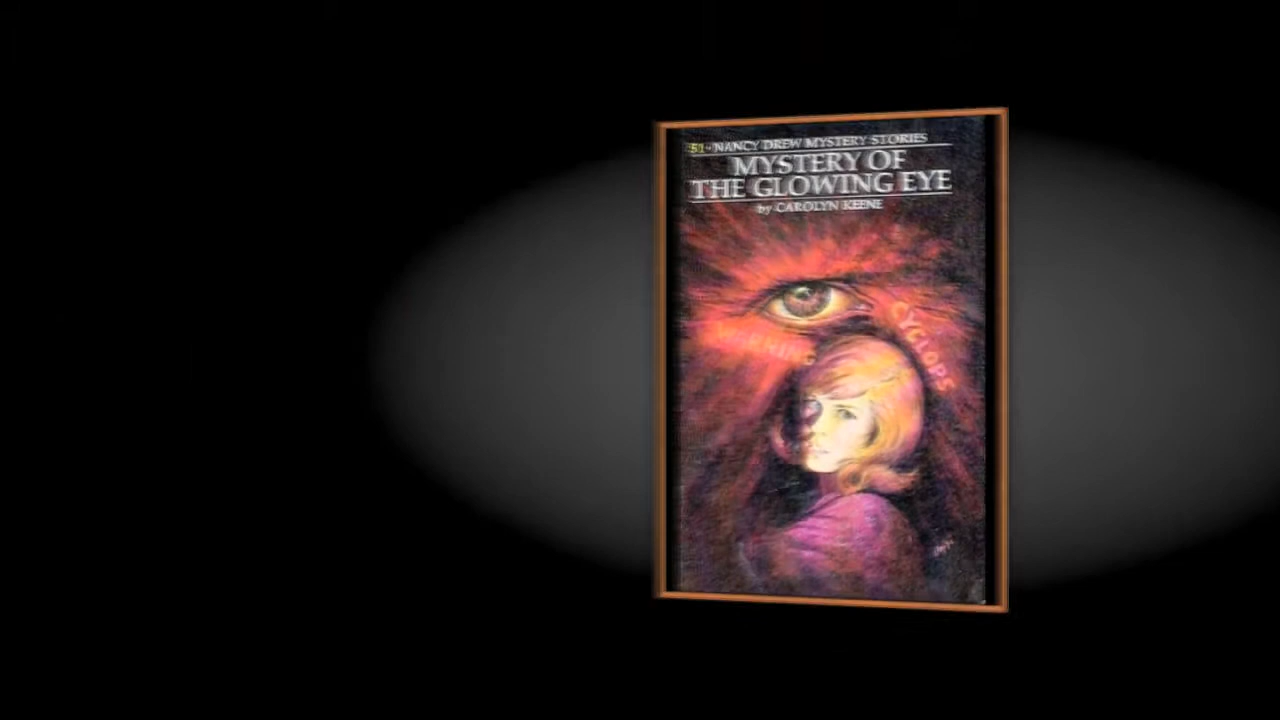 51 - NANCY DREW MYSTERY STORIES
MYSTERY OF
THE GLOWING EYE
by CAROLYN KEENE
CYCLOPS